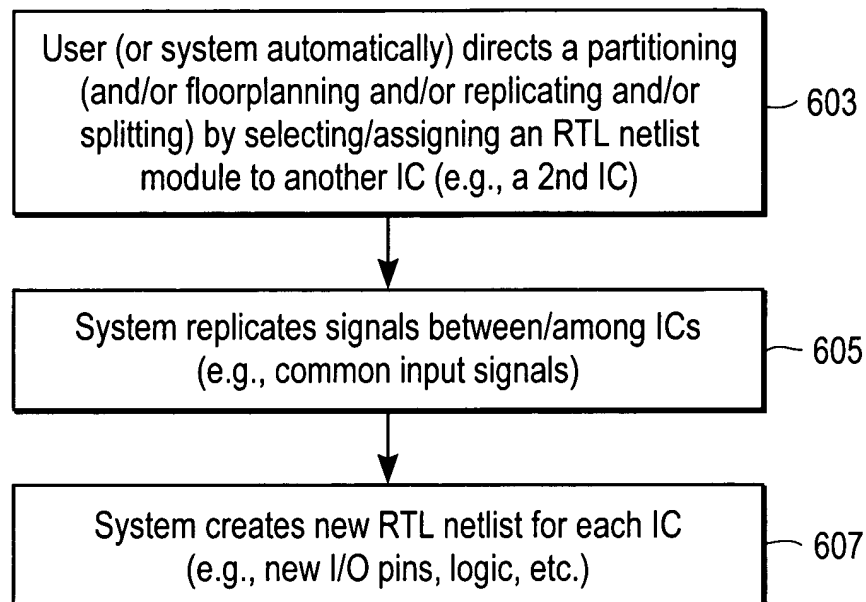 User (or system automatically) directs a partitioning
(and/or floorplanning and/or replicating and/or
splitting) by selecting/assigning an RTL netlist
module to another IC (e.g., a 2nd IC)
603
System replicates signals between/among ICs
(e.g., common input signals)
605
System creates new RTL netlist for each IC
(e.g., new I/O pins, logic, etc.)
607